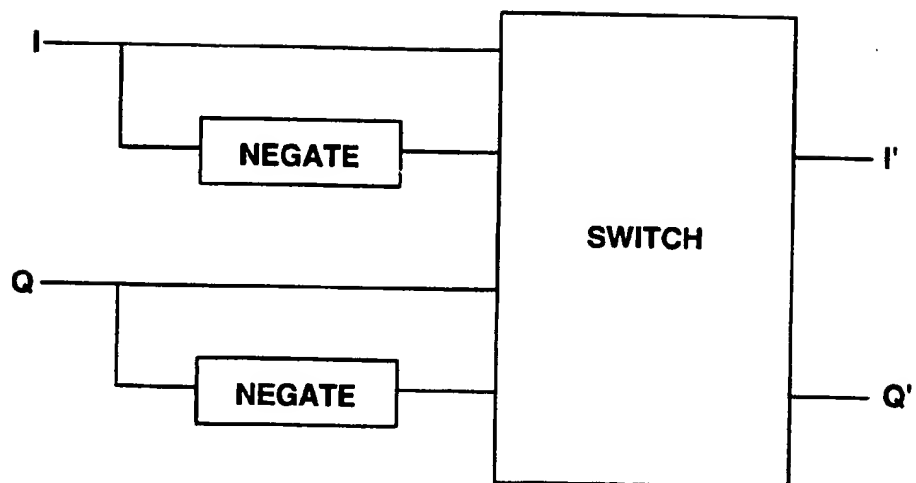 I
NEGATE
I'
SWITCH
Q
NEGATE
Q'